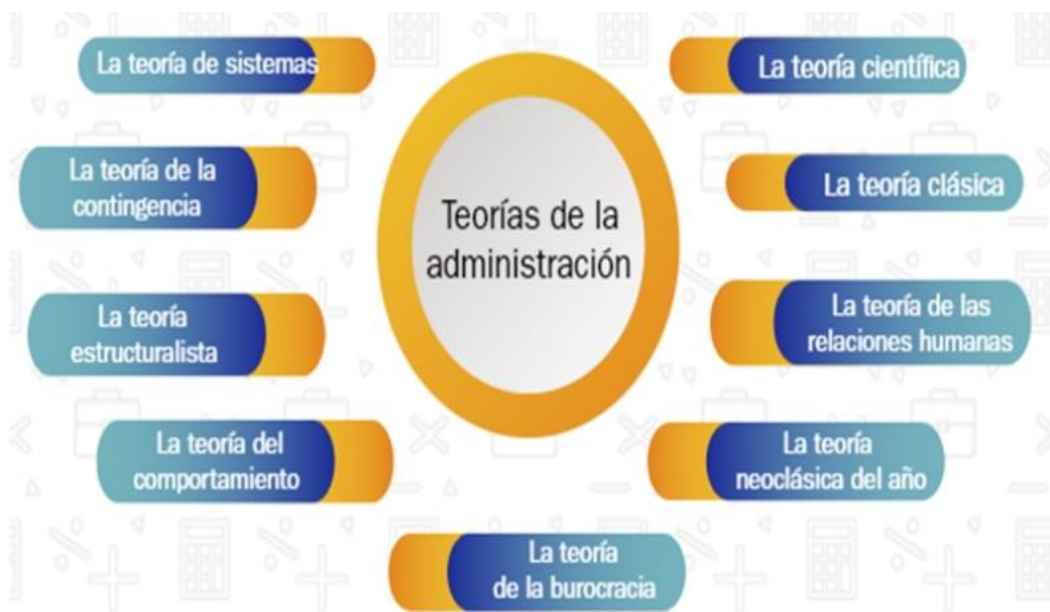 La teoría de sistemas
La teoría científica
La teoría de la
contingencia
La teoría clásica
Teorías de la
administración
La teoría
estructuralista
La teoría de las
relaciones humanas
La teoría del
comportamiento
La teoría
neoclásica del año
La teoría
de la burocracia